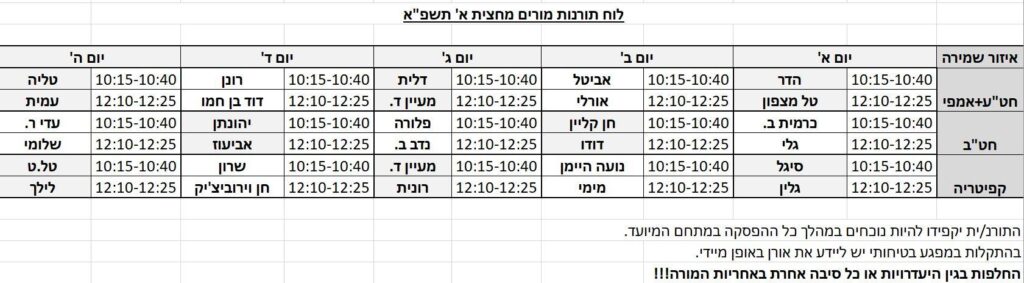 לוח תורנות מורים מחצית א' תשפ"א
איזור שמירה יום א' יום ב' יום ג' יום ד' יום ה'
חט"ע+אמפי 10:15-10:40 הדר 10:15-10:40 אביטל 10:15-10:40 דלית 10:15-10:40 רונן 10:15-10:40 טליה
12:10-12:25 טל מצפון 12:10-12:25 אורלי 12:10-12:25 מעיין ד. 12:10-12:25 דוד בן חמו 12:10-12:25 עמית
חט"ב 10:15-10:40 כרמית ב. 10:15-10:40 חן קליין 10:15-10:40 פלורה 10:15-10:40 יהונתן 10:15-10:40 עדי ר.
12:10-12:25 גלי 12:10-12:25 דודו 12:10-12:25 נדב ב. 12:10-12:25 אביעוז 12:10-12:25 שלומי
קפיטריה 10:15-10:40 סיגל 10:15-10:40 נועה היימן 10:15-10:40 מעיין ד. 10:15-10:40 שרון 10:15-10:40 טל.ט
12:10-12:25 גלין 12:10-12:25 מימי 12:10-12:25 רונית 12:10-12:25 חן וירוביצ'יק 12:10-12:25 לילך
התורנ/ית יקפידו להיות נוכחים במהלך כל ההפסקה במתחם המיועד.
בהתקלות במפגע בטיחותי יש ליידע את אורן באופן מיידי.
החלפות בגין היעדרויות או כל סיבה אחרת באחריות המורה!!!